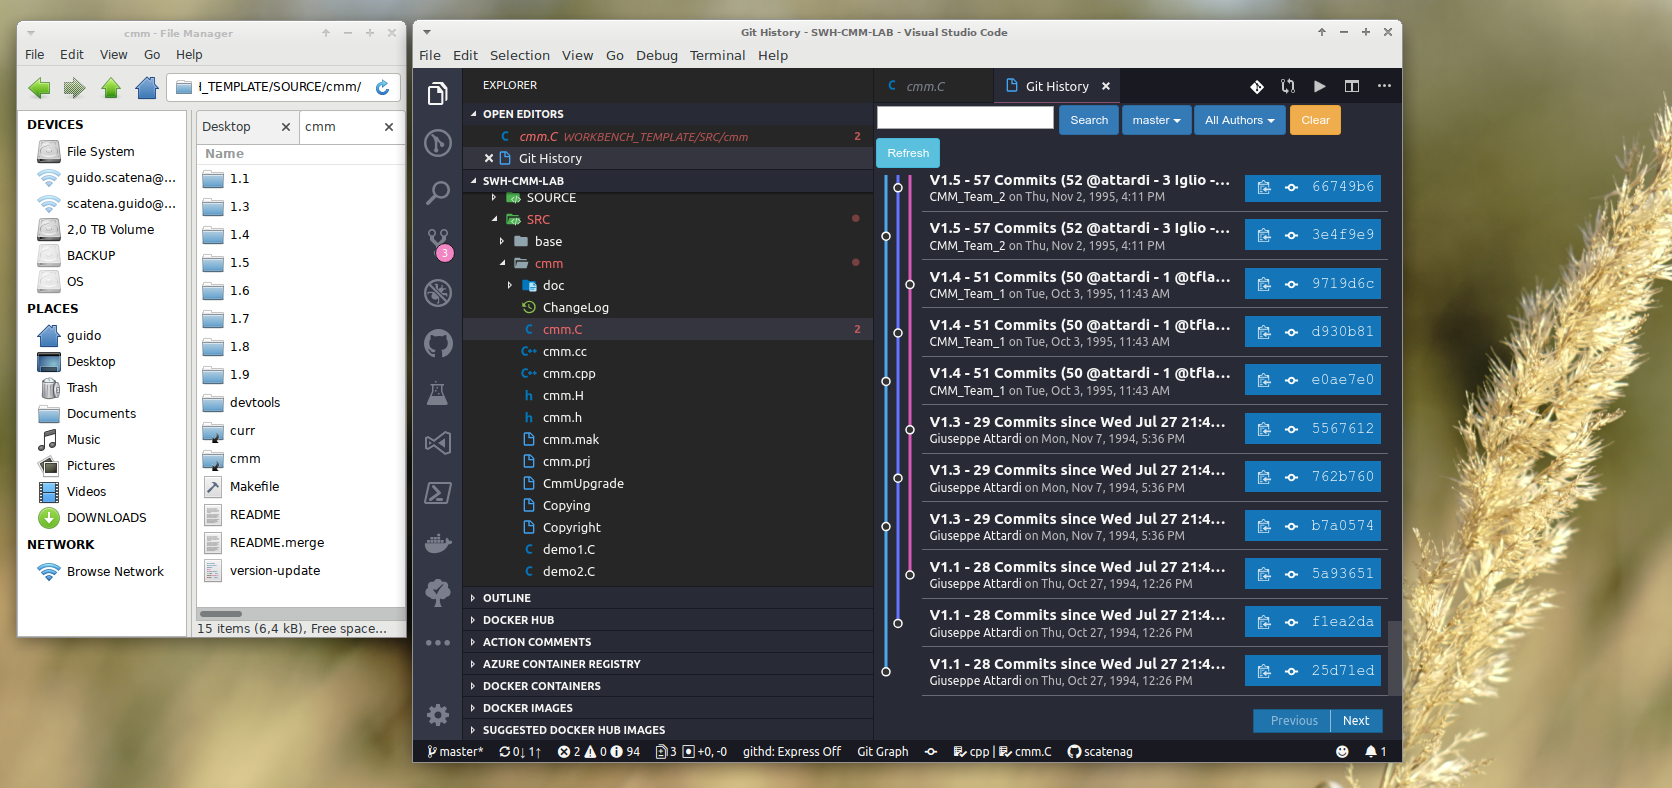 cmm - File Manager
File Edit View Go Help
_TEMPLATE/SOURCE/cmm/
DEVICES
File System
guido.scatena@...
scatena.guido@...
2,0 TB Volume
BACKUP
OS
PLACES
guido
Desktop
Trash
Documents
Music
Pictures
Videos
DOWNLOADS
NETWORK
Browse Network
Desktop
cmm
Name
1.1
1.3
1.4
1.5
1.6
1.7
1.8
1.9
devtools
curr
cmm
Makefile
README
README.merge
version-update
15 items (6,4 kB), Free space...
Git History - SWH-CMM-LAB - Visual Studio Code
File Edit Selection View Go Debug Terminal Help
3
EXPLORER
OPEN EDITORS
C cmm.C WORKBENCH_TEMPLATE/SRC/cmm 2
Git History
SWH-CMM-LAB
SOURCE
SRC
base
cmm
doc
ChangeLog
C cmm.C 2
C++ cmm.cc
C++ cmm.cpp
h cmm.H
h cmm.h
cmm.mak
cmm.prj
CmmUpgrade
Copying
Copyright
C demo1.C
C demo2.C
OUTLINE
DOCKER HUB
ACTION COMMENTS
AZURE CONTAINER REGISTRY
DOCKER CONTAINERS
DOCKER IMAGES
SUGGESTED DOCKER HUB IMAGES
C cmm.C
Git History
Search
master
All Authors
Clear
Refresh
V1.5 - 57 Commits (52 @attardi - 3 Iglio -... 66749b6
CMM_Team_2 on Thu, Nov 2, 1995, 4:11 PM
V1.5 - 57 Commits (52 @attardi - 3 Iglio -... 3e4f9e9
CMM_Team_2 on Thu, Nov 2, 1995, 4:11 PM
V1.4 - 51 Commits (50 @attardi - 1 @tfla... 9719d6c
CMM_Team_1 on Tue, Oct 3, 1995, 11:43 AM
V1.4 - 51 Commits (50 @attardi - 1 @tfla... d930b81
CMM_Team_1 on Tue, Oct 3, 1995, 11:43 AM
V1.4 - 51 Commits (50 @attardi - 1 @tfla... e0ae7e0
CMM_Team_1 on Tue, Oct 3, 1995, 11:43 AM
V1.3 - 29 Commits since Wed Jul 27 21:4... 5567612
Giuseppe Attardi on Mon, Nov 7, 1994, 5:36 PM
V1.3 - 29 Commits since Wed Jul 27 21:4... 762b760
Giuseppe Attardi on Mon, Nov 7, 1994, 5:36 PM
V1.3 - 29 Commits since Wed Jul 27 21:4... b7a0574
Giuseppe Attardi on Mon, Nov 7, 1994, 5:36 PM
V1.1 - 28 Commits since Wed Jul 27 21:4... 5a93651
Giuseppe Attardi on Thu, Oct 27, 1994, 12:26 PM
V1.1 - 28 Commits since Wed Jul 27 21:4... f1ea2da
Giuseppe Attardi on Thu, Oct 27, 1994, 12:26 PM
V1.1 - 28 Commits since Wed Jul 27 21:4... 25d71ed
Giuseppe Attardi on Thu, Oct 27, 1994, 12:26 PM
Previous Next
master* 0↓ 1↑ 2 0 94 3 +0, -0 githd: Express Off Git Graph cpp | cmm.C scatenag 1